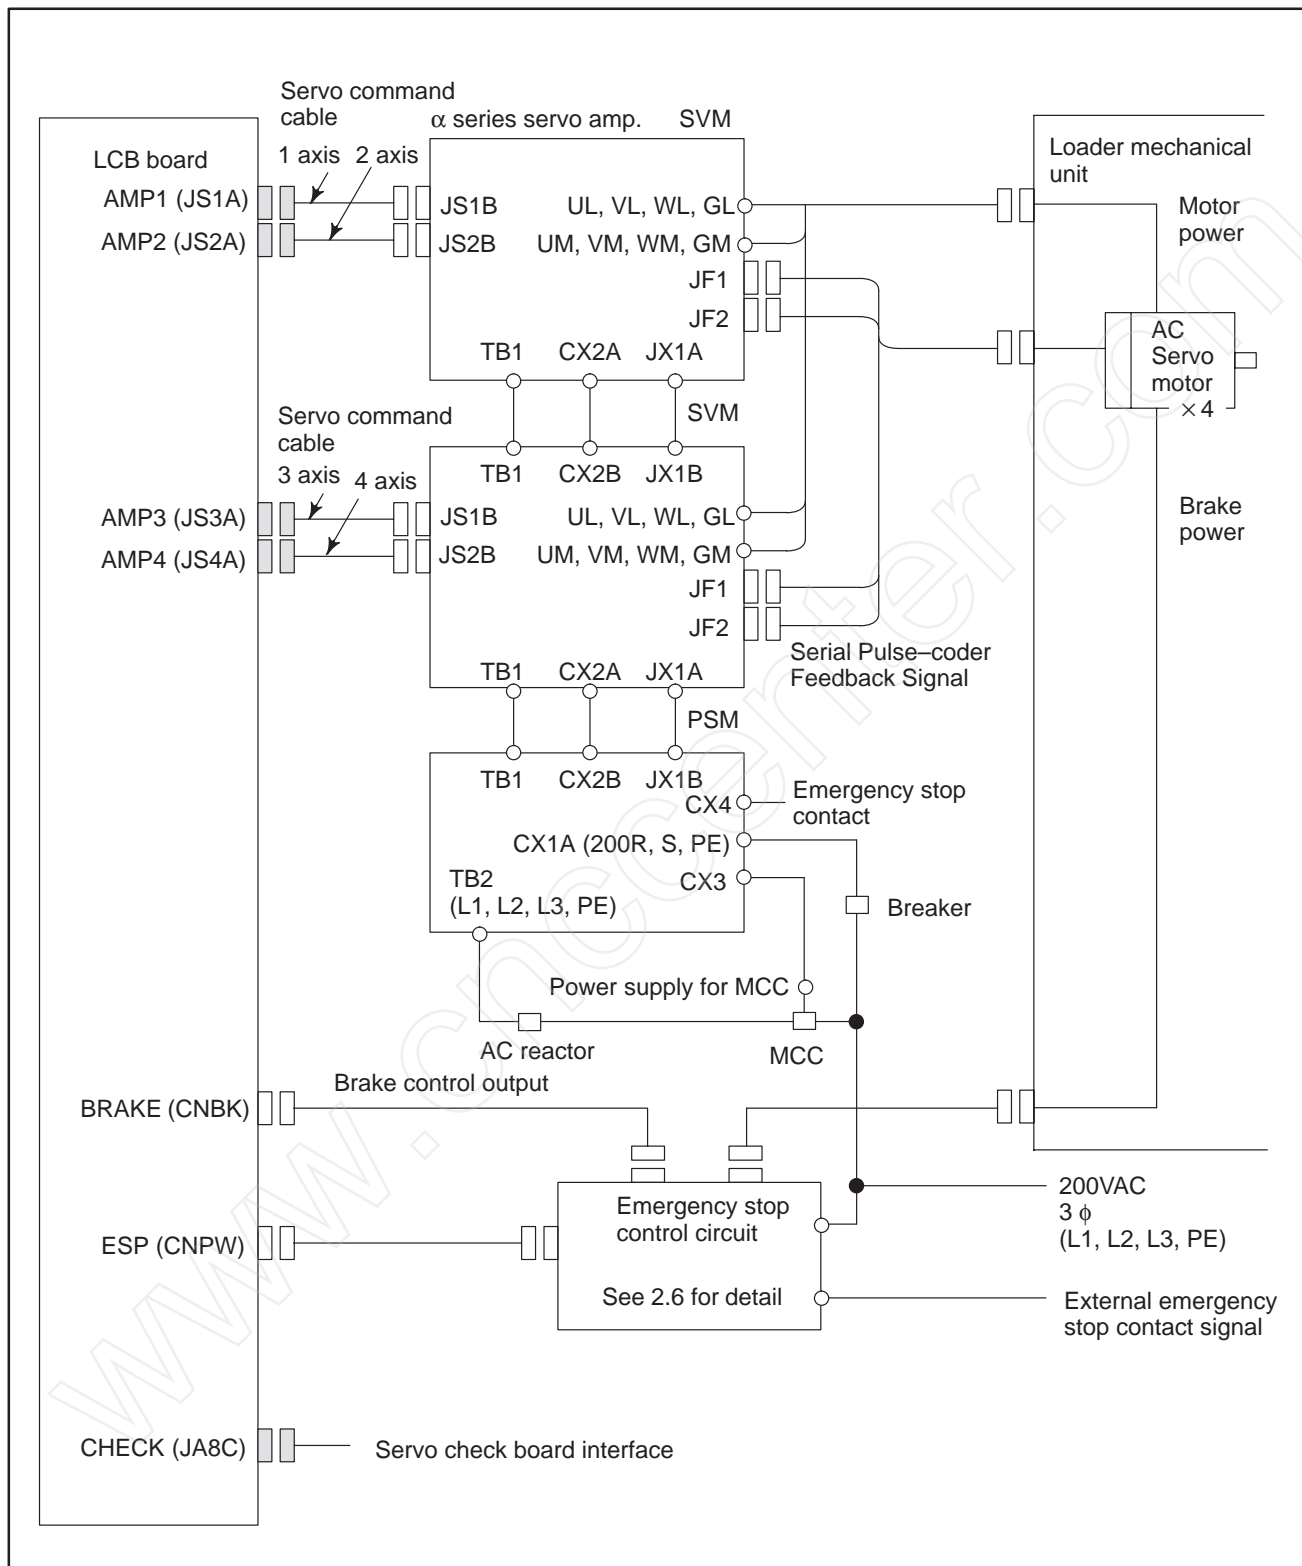 Servo command
cable
α series servo amp.
SVM
1 axis
2 axis
LCB board
AMP1 (JS1A)
AMP2 (JS2A)
JS1B
JS2B
UL, VL, WL, GL
UM, VM, WM, GM
JF1
JF2
TB1
CX2A
JX1A
Loader mechanical
unit
Motor
power
AC
Servo
motor
×4
SVM
Servo command
cable
3 axis
4 axis
AMP3 (JS3A)
AMP4 (JS4A)
TB1
CX2B
JX1B
JS1B
JS2B
UL, VL, WL, GL
UM, VM, WM, GM
JF1
JF2
TB1
CX2A
JX1A
Brake
power
Serial Pulse–coder
Feedback Signal
PSM
TB1
CX2B
JX1B
CX4
Emergency stop
contact
CX1A (200R, S, PE)
CX3
TB2
(L1, L2, L3, PE)
Breaker
Power supply for MCC
AC reactor
MCC
Brake control output
BRAKE (CNBK)
Emergency stop
control circuit
See 2.6 for detail
200VAC
3 ϕ
(L1, L2, L3, PE)
ESP (CNPW)
External emergency
stop contact signal
CHECK (JA8C)
Servo check board interface
www.cnccenter.com